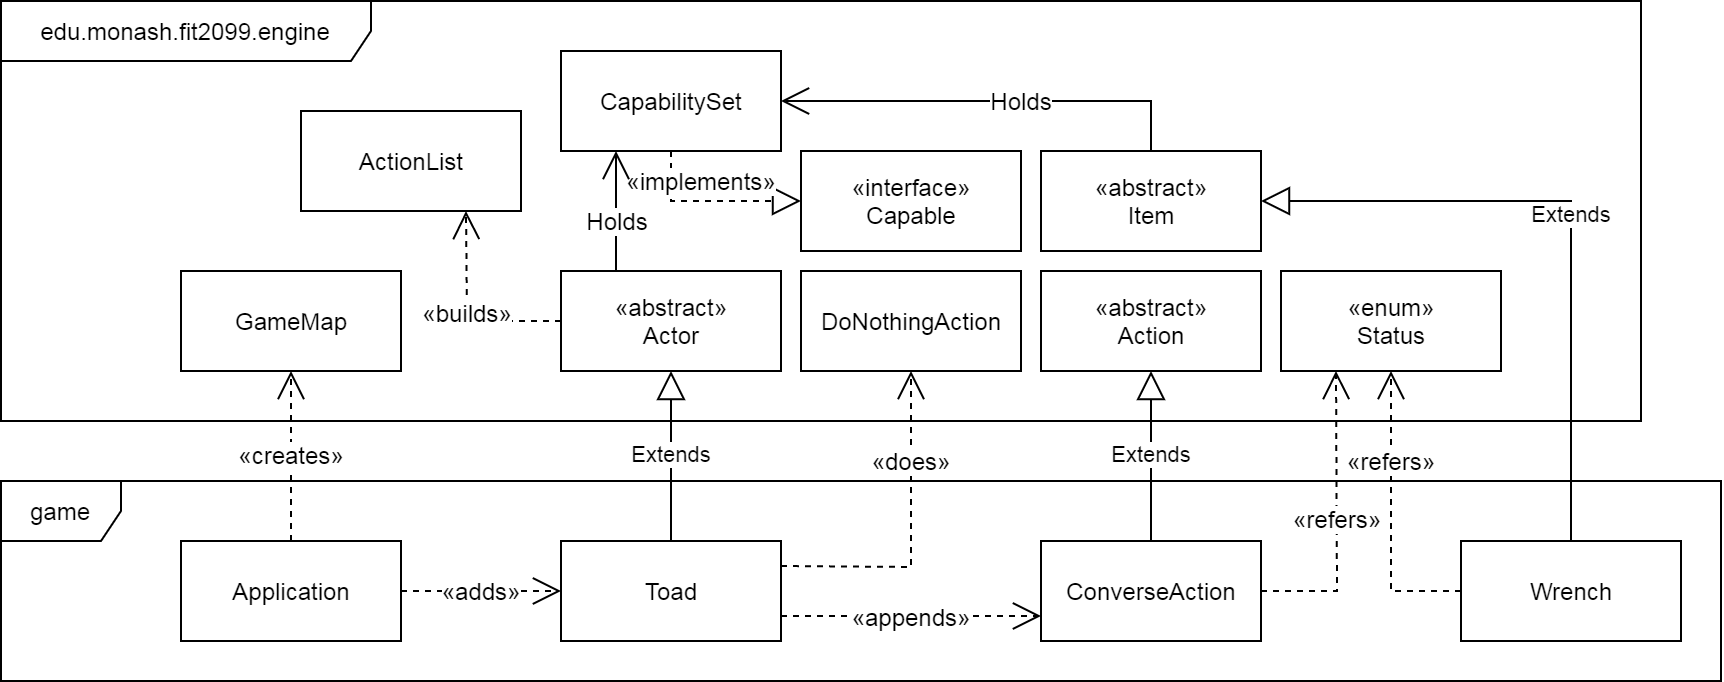 edu.monash.fit2099.engine
CapabilitySet
Holds
ActionList
«implements»
«interface»
Capable
«abstract»
Item
Holds
Extends
GameMap
«builds»
«abstract»
Actor
DoNothingAction
«abstract»
Action
«enum»
Status
«creates»
Extends
«does»
Extends
«refers»
game
«refers»
Application
«adds»
Toad
«appends»
ConverseAction
Wrench